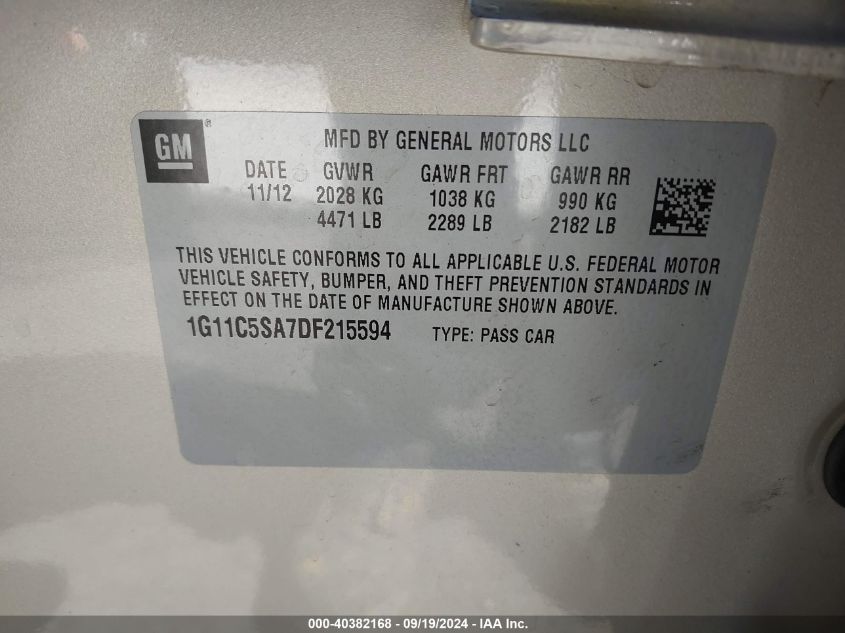 GM ®
MFD BY GENERAL MOTORS LLC
DATE GVWR GAWR FRT GAWR RR
11/12 2028 KG 1038 KG 990 KG
4471 LB 2289 LB 2182 LB
THIS VEHICLE CONFORMS TO ALL APPLICABLE U.S. FEDERAL MOTOR
VEHICLE SAFETY, BUMPER, AND THEFT PREVENTION STANDARDS IN
EFFECT ON THE DATE OF MANUFACTURE SHOWN ABOVE.
1G11C5SA7DF215594 TYPE: PASS CAR
000-40382168 - 09/19/2024 - IAA Inc.